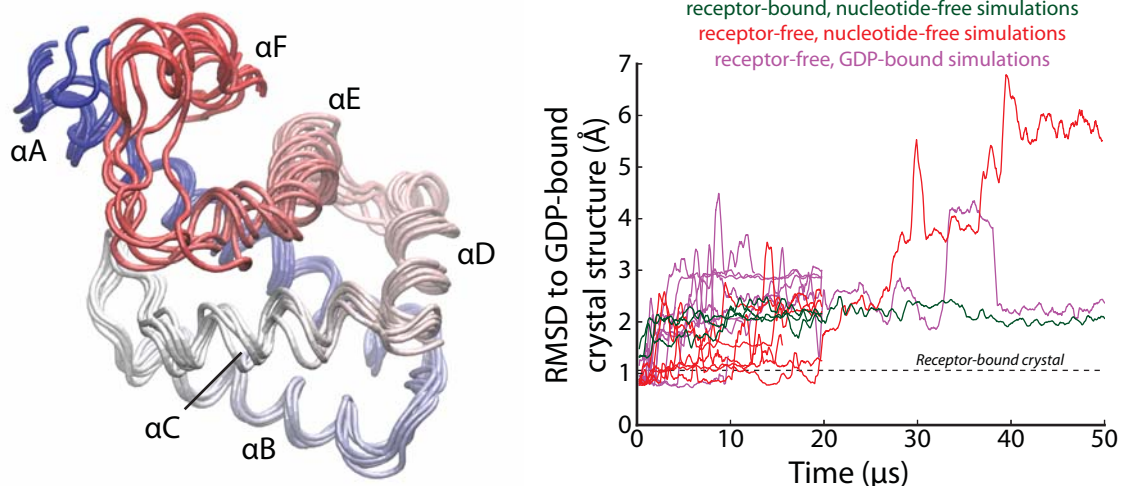 αF
αE
αA
αD
αC
αB
receptor-bound, nucleotide-free simulations
receptor-free, nucleotide-free simulations
receptor-free, GDP-bound simulations
RMSD to GDP-bound
crystal structure (Å)
7
6
5
4
3
2
1
0
Receptor-bound crystal
0
10
20
30
40
50
Time (μs)